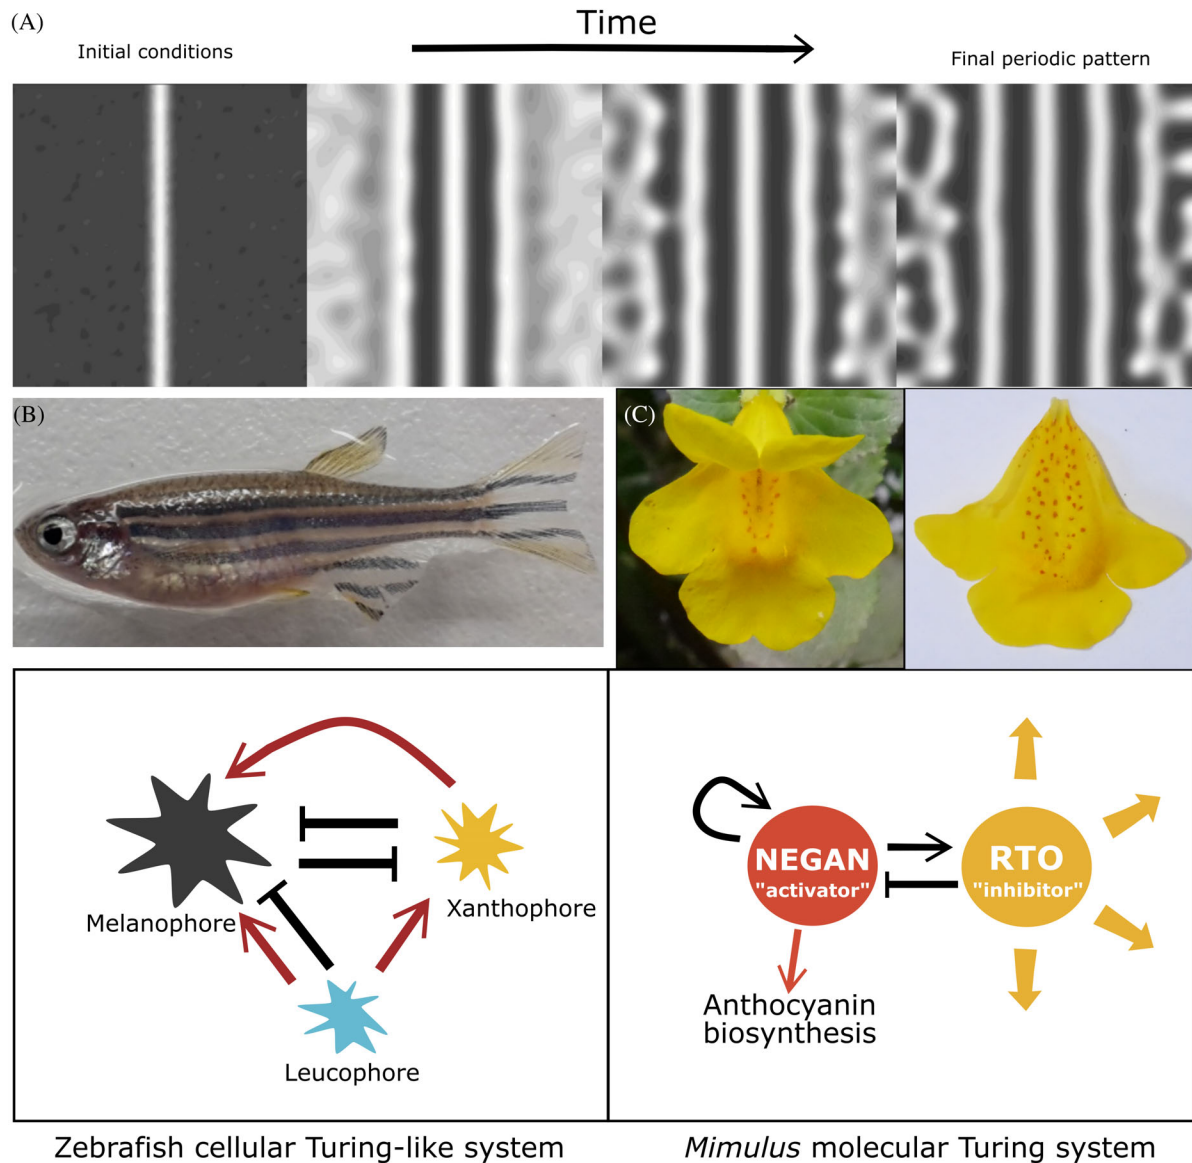 (A)
Time
Initial conditions
Final periodic pattern
(B)
(C)
Melanophore
Xanthophore
Leucophore
NEGAN
"activator"
RTO
"inhibitor"
Anthocyanin
biosynthesis
Zebrafish cellular Turing-like system
Mimulus molecular Turing system